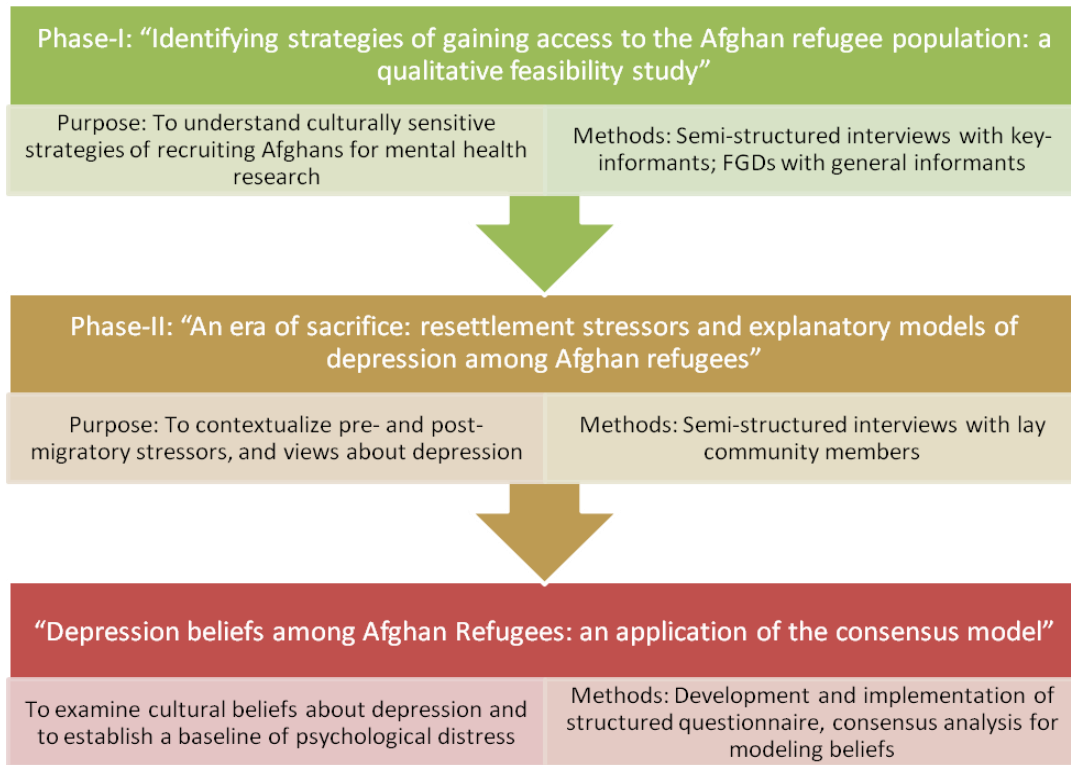 Phase-I: “Identifying strategies of gaining access to the Afghan refugee population: a
qualitative feasibility study”
Purpose: To understand culturally sensitive
strategies of recruiting Afghans for mental health
research
Methods: Semi-structured interviews with key-
informants; FGDs with general informants
Phase-II: “An era of sacrifice: resettlement stressors and explanatory models of
depression among Afghan refugees”
Purpose: To contextualize pre- and post-
migratory stressors, and views about depression
Methods: Semi-structured interviews with lay
community members
“Depression beliefs among Afghan Refugees: an application of the consensus model”
To examine cultural beliefs about depression and
to establish a baseline of psychological distress
Methods: Development and implementation of
structured questionnaire, consensus analysis for
modeling beliefs